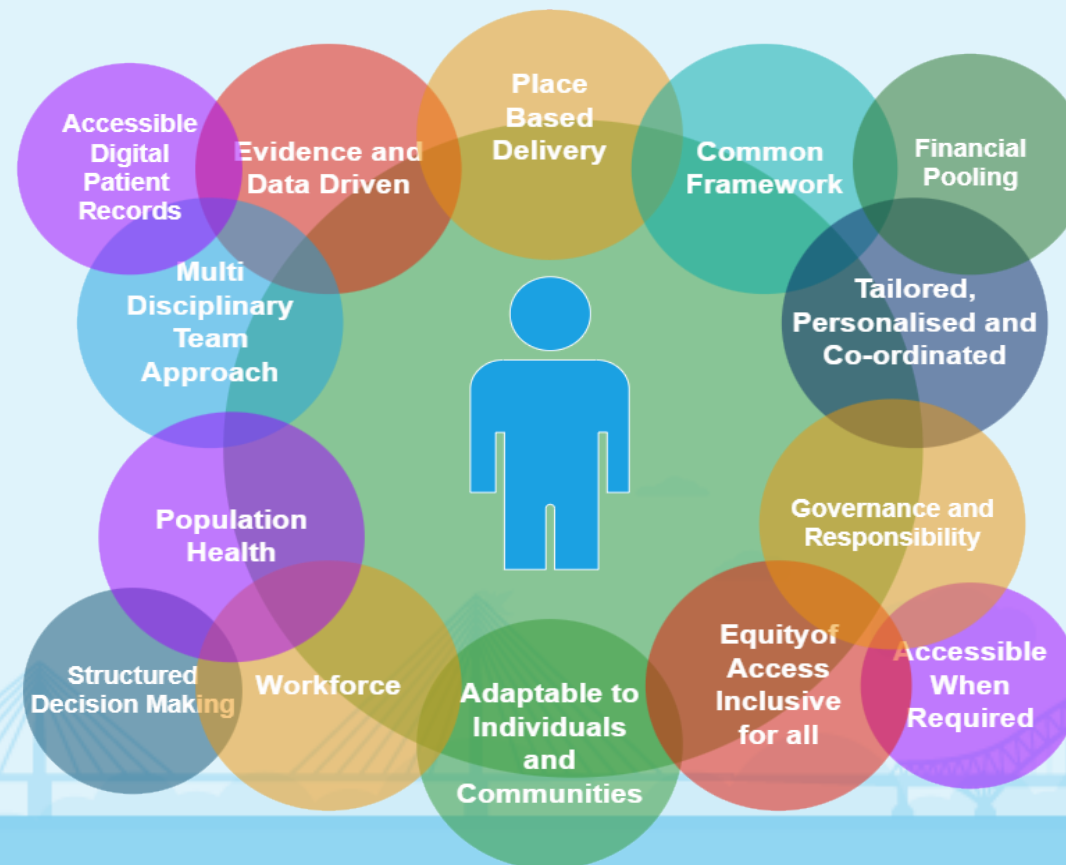 Accessible
Digital
Patient
Records
Evidence and
Data Driven
Place
Based
Delivery
Common
Framework
Financial
Pooling
Multi
Disciplinary
Team
Approach
Tailored,
Personalised and
Co-ordinated
Population
Health
Governance and
Responsibility
Structured
Decision Making
Workforce
Adaptable to
Individuals
and
Communities
Equityof
Access
Inclusive
for all
Accessible
When
Required